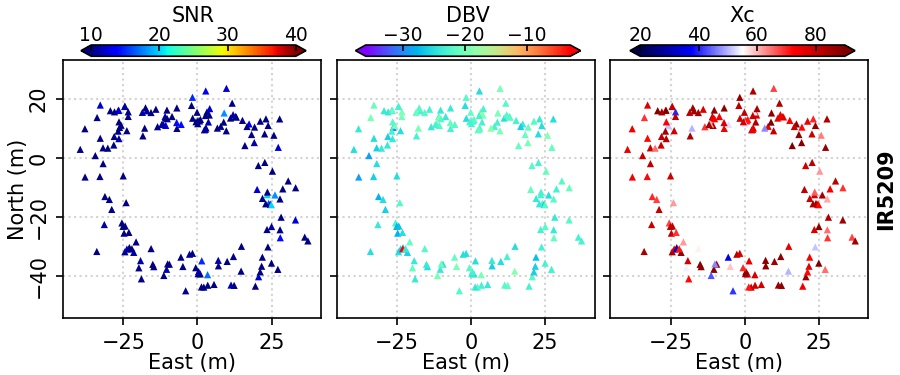 SNR DBV Xc
10 20 30 40 −30 −20 −10 20 40 60 80
20
0
−20
−40
North (m)
−25 0 25 −25 0 25 −25 0 25
East (m) East (m) East (m)
IR5209